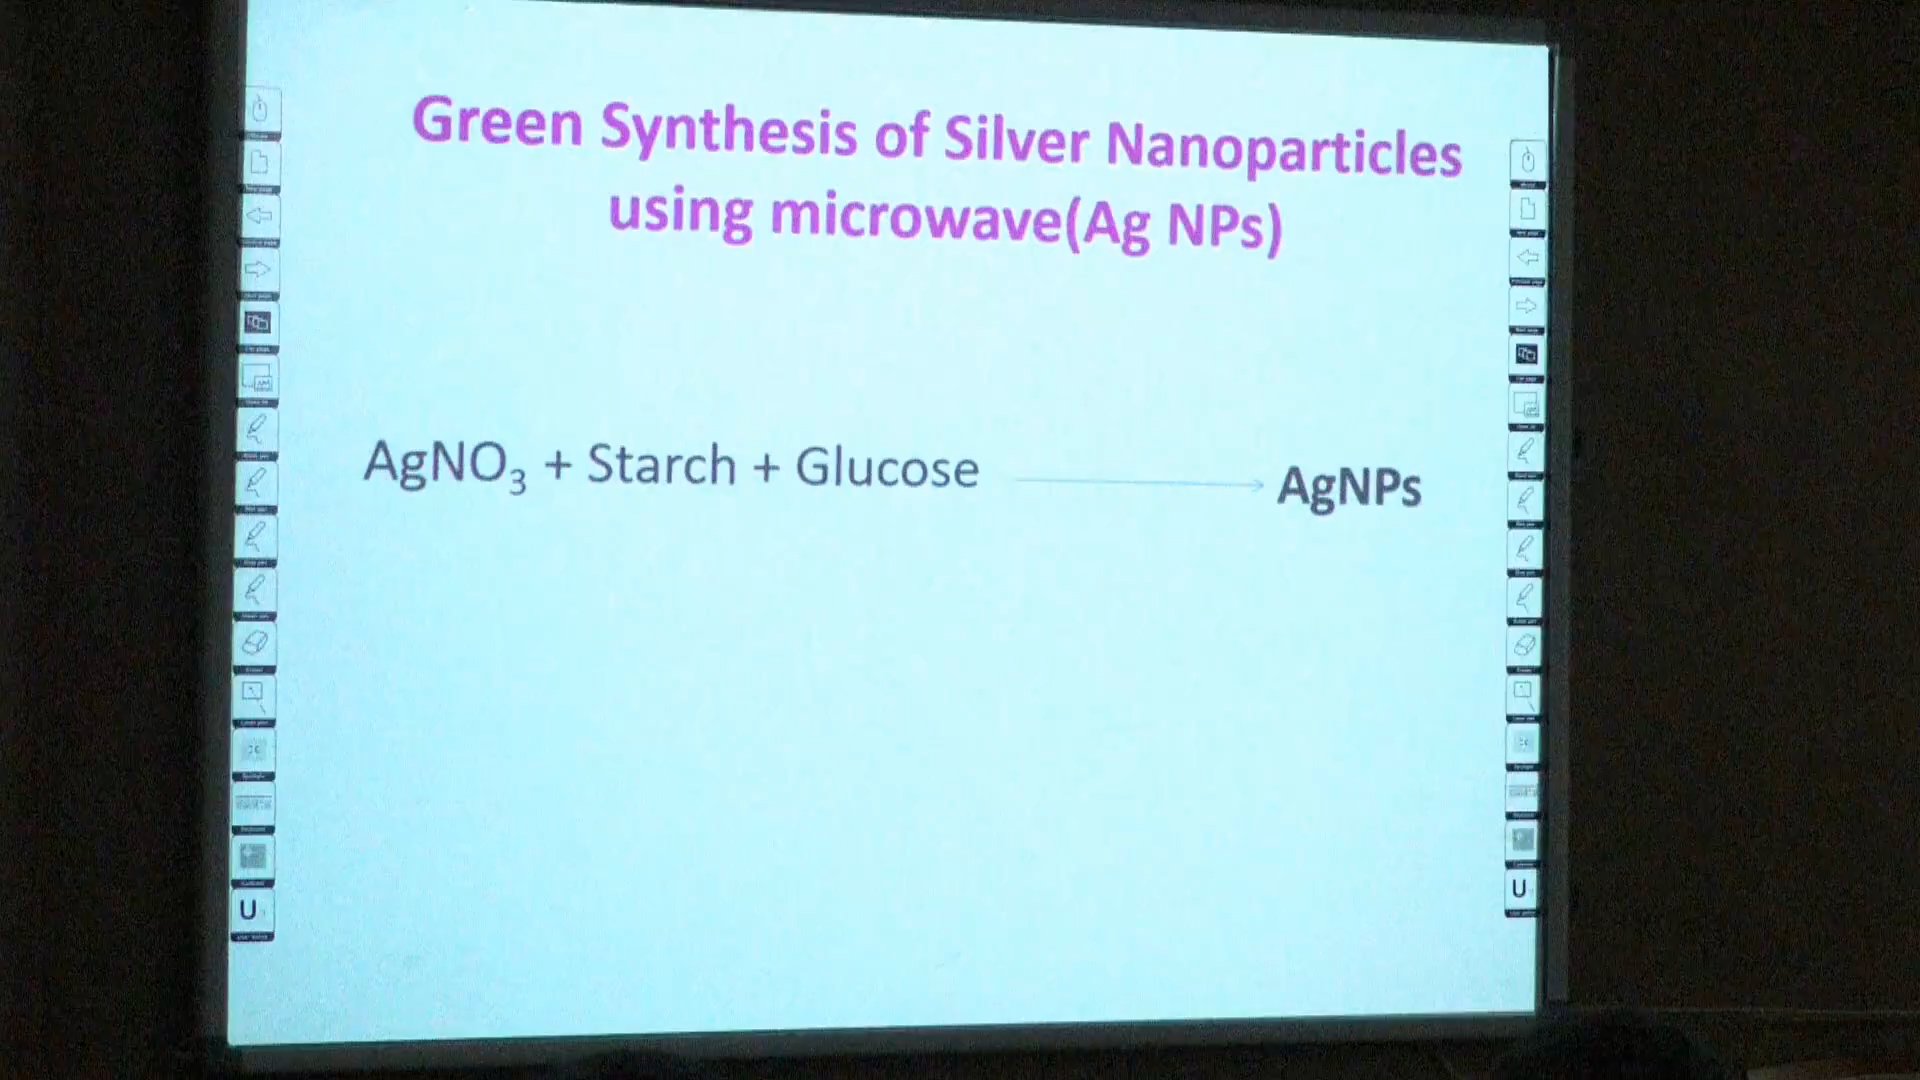 Green Synthesis of Silver Nanoparticles
using microwave(Ag NPs)
AgNO₃ + Starch + Glucose → AgNPs
U
U